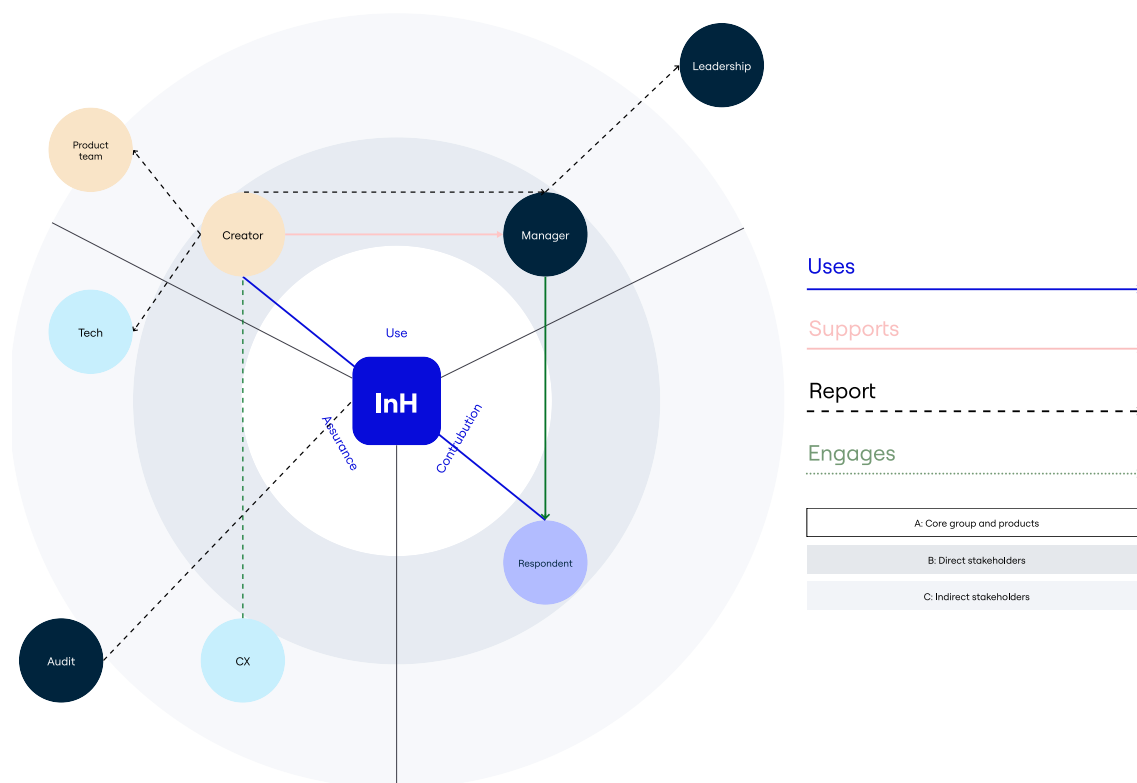 Leadership
Product
team
Creator
Manager
Uses
Supports
Tech
Use
Report
InH
Assurance
Contrubution
Engages
A: Core group and products
B: Direct stakeholders
Respondent
C: Indirect stakeholders
Audit
CX